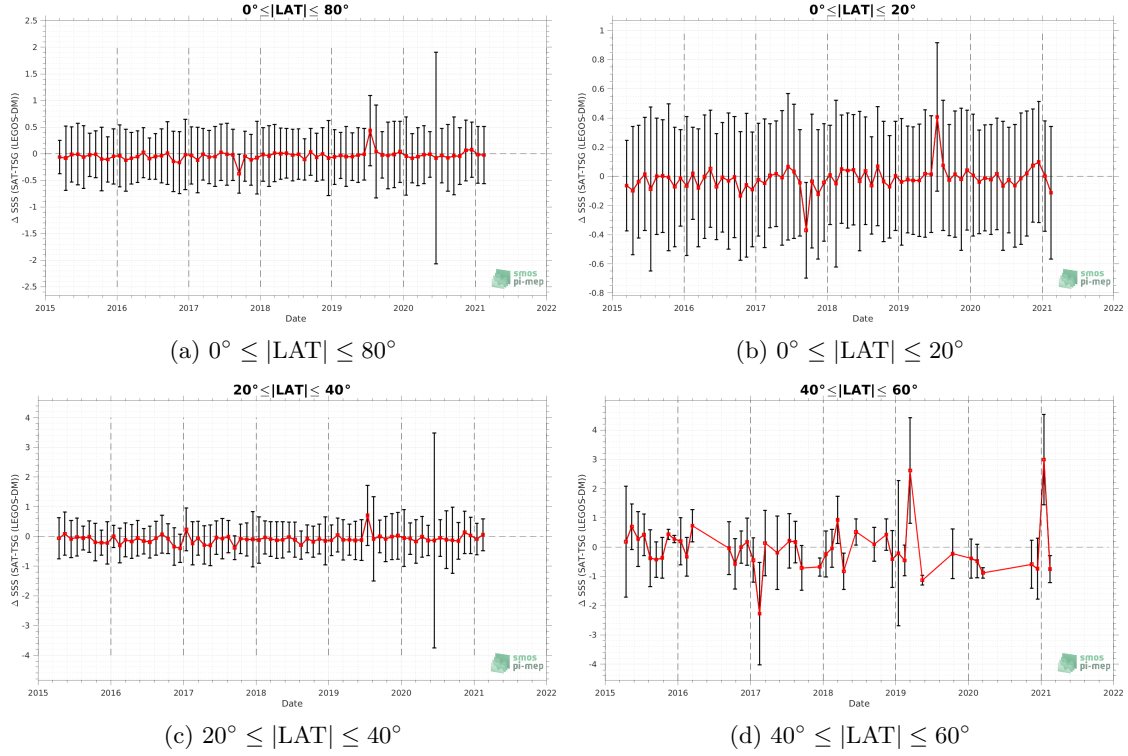 0°≤|LAT|≤ 80°
Δ SSS (SAT-TSG (LEGOS-DM))
2.5
2
1.5
1
0.5
0
-0.5
-1
-1.5
-2
-2.5
2015 2016 2017 2018 2019 2020 2021 2022
Date
smos
pi-mep
(a) 0° ≤ |LAT| ≤ 80°
0°≤|LAT|≤ 20°
Δ SSS (SAT-TSG (LEGOS-DM))
1
0.8
0.6
0.4
0.2
0
-0.2
-0.4
-0.6
-0.8
2015 2016 2017 2018 2019 2020 2021 2022
Date
smos
pi-mep
(b) 0° ≤ |LAT| ≤ 20°
20°≤|LAT|≤ 40°
Δ SSS (SAT-TSG (LEGOS-DM))
4
3
2
1
0
-1
-2
-3
-4
2015 2016 2017 2018 2019 2020 2021 2022
Date
smos
pi-mep
(c) 20° ≤ |LAT| ≤ 40°
40°≤|LAT|≤ 60°
Δ SSS (SAT-TSG (LEGOS-DM))
4
3
2
1
0
-1
-2
-3
-4
2015 2016 2017 2018 2019 2020 2021 2022
Date
smos
pi-mep
(d) 40° ≤ |LAT| ≤ 60°